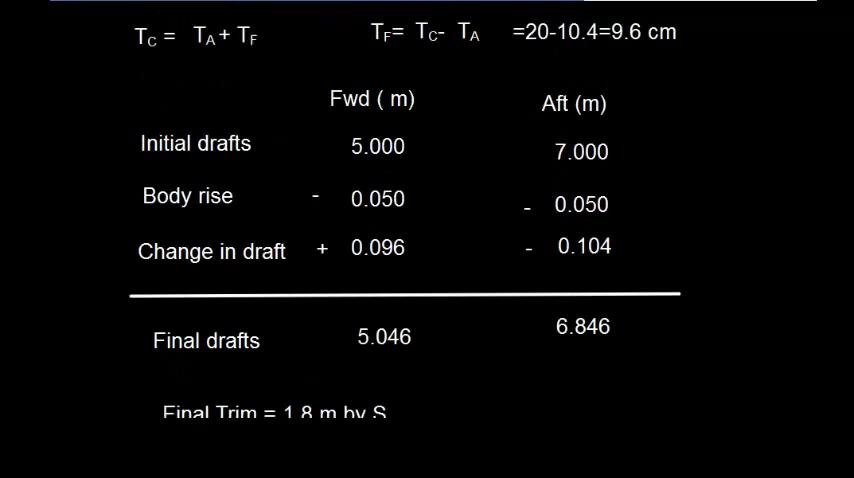 TC = TA + TF TF= TC- TA =20-10.4=9.6 cm
Fwd ( m) Aft (m)
Initial drafts 5.000 7.000
Body rise - 0.050 - 0.050
Change in draft + 0.096 - 0.104
Final drafts 5.046 6.846
Final Trim = 1.8 m by S